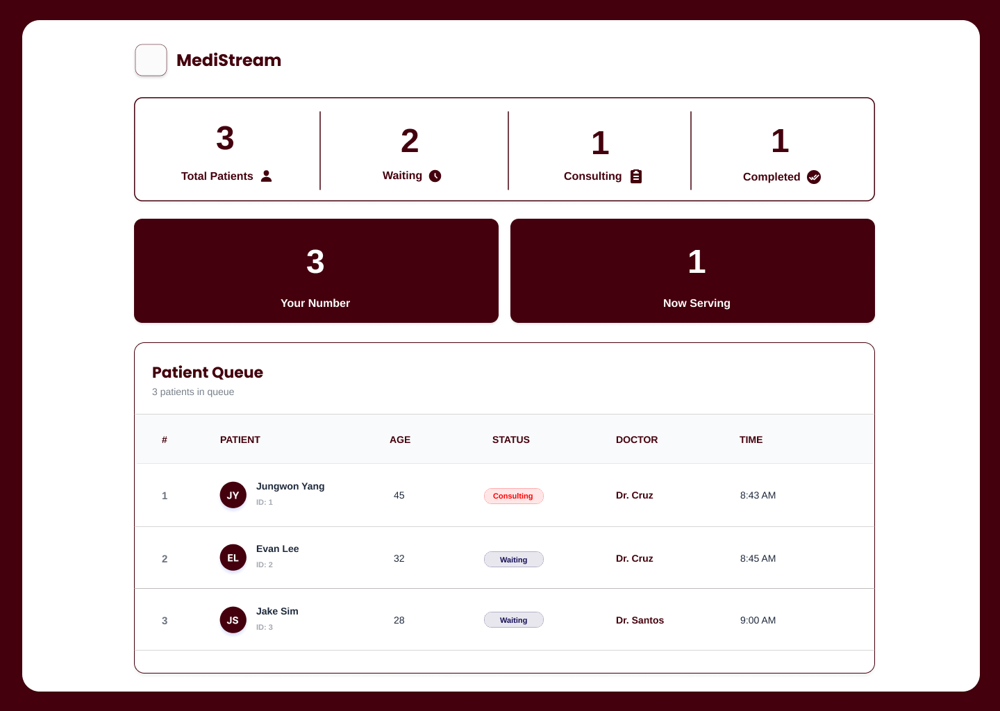 MediStream
3 2 1 1
Total Patients Waiting Consulting Completed
3 1
Your Number Now Serving
Patient Queue
3 patients in queue
# PATIENT AGE STATUS DOCTOR TIME
1 JY Jungwon Yang 45 Consulting Dr. Cruz 8:43 AM
ID: 1
2 EL Evan Lee 32 Waiting Dr. Cruz 8:45 AM
ID: 2
3 JS Jake Sim 28 Waiting Dr. Santos 9:00 AM
ID: 3